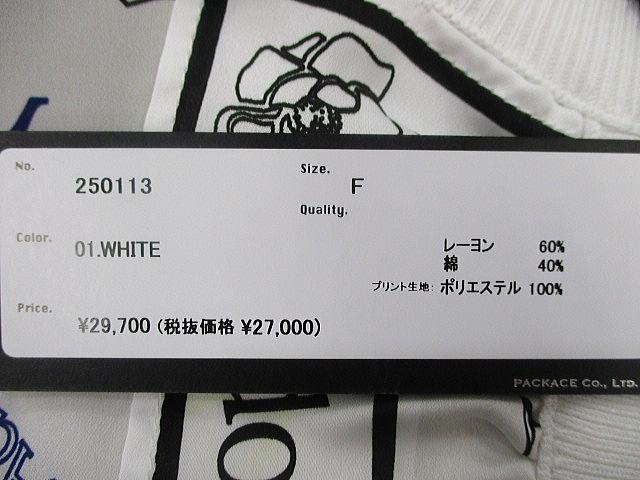 No. 250113
Size. F
Quality.
Color. 01.WHITE
レーヨン 60%
綿 40%
プリント生地: ポリエステル 100%
Price. ¥29,700 (税抜価格 ¥27,000)
PACKAGE CO., LTD.